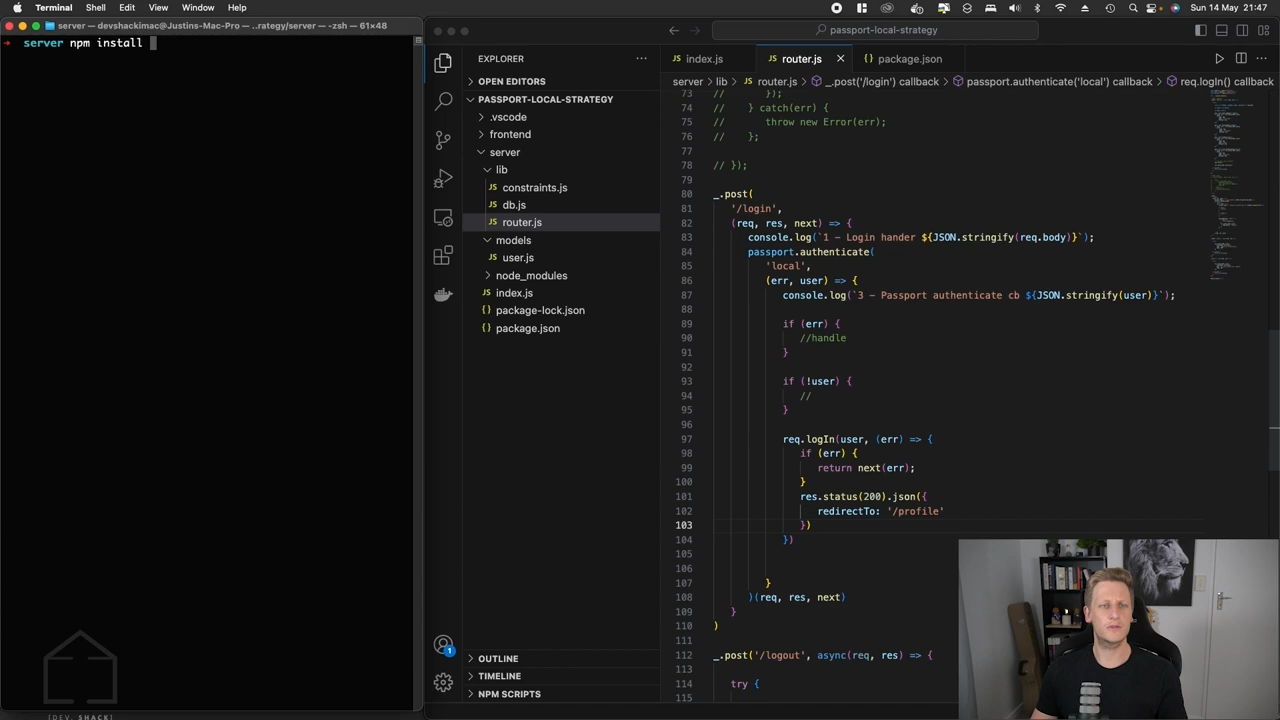 Terminal Shell Edit View Window Help
Sun 14 May 21:47
server — devshackimac@Justins-Mac-Pro — ..rategy/server — -zsh — 61×48
→ server npm install
passport-local-strategy
EXPLORER
OPEN EDITORS
PASSPORT-LOCAL-STRATEGY
.vscode
frontend
server
lib
JS constraints.js
JS db.js
JS router.js
models
JS user.js
node_modules
JS index.js
{} package-lock.json
{} package.json
OUTLINE
TIMELINE
NPM SCRIPTS
1
JS index.js
JS router.js
{} package.json
server > lib > JS router.js > _.post('/login') callback > passport.authenticate('local') callback > req.logIn() callback
73 // });
74 // } catch(err) {
75 // throw new Error(err);
76 // };
77
78 // });
79
80 _.post(
81 '/login',
82 (req, res, next) => {
83 console.log(`1 - Login hander ${JSON.stringify(req.body)}`);
84 passport.authenticate(
85 'local',
86 (err, user) => {
87 console.log(`3 - Passport authenticate cb ${JSON.stringify(user)}`);
88
89 if (err) {
90 //handle
91 }
92
93 if (!user) {
94 //
95 }
96
97 req.logIn(user, (err) => {
98 if (err) {
99 return next(err);
100 }
101 res.status(200).json({
102 redirectTo: '/profile'
103 })
104 })
105
106
107 }
108 )(req, res, next)
109 }
110 )
111
112 _.post('/logout', async(req, res) => {
113
114 try {
115
[DEV. SHACK]